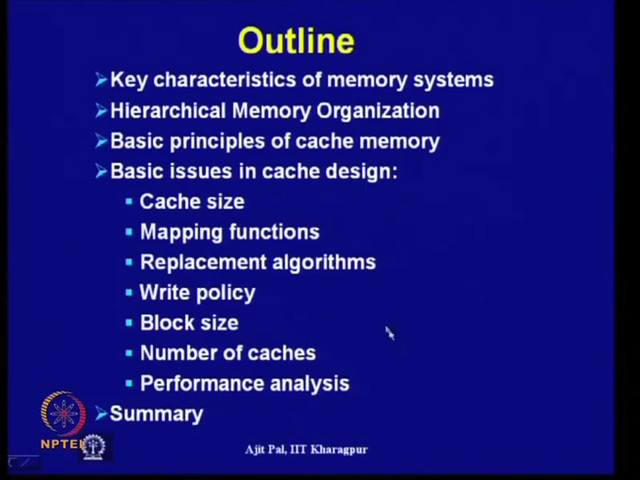 Outline
Key characteristics of memory systems
Hierarchical Memory Organization
Basic principles of cache memory
Basic issues in cache design:
Cache size
Mapping functions
Replacement algorithms
Write policy
Block size
Number of caches
Performance analysis
Summary
NPTEL
Ajit Pal, IIT Kharagpur